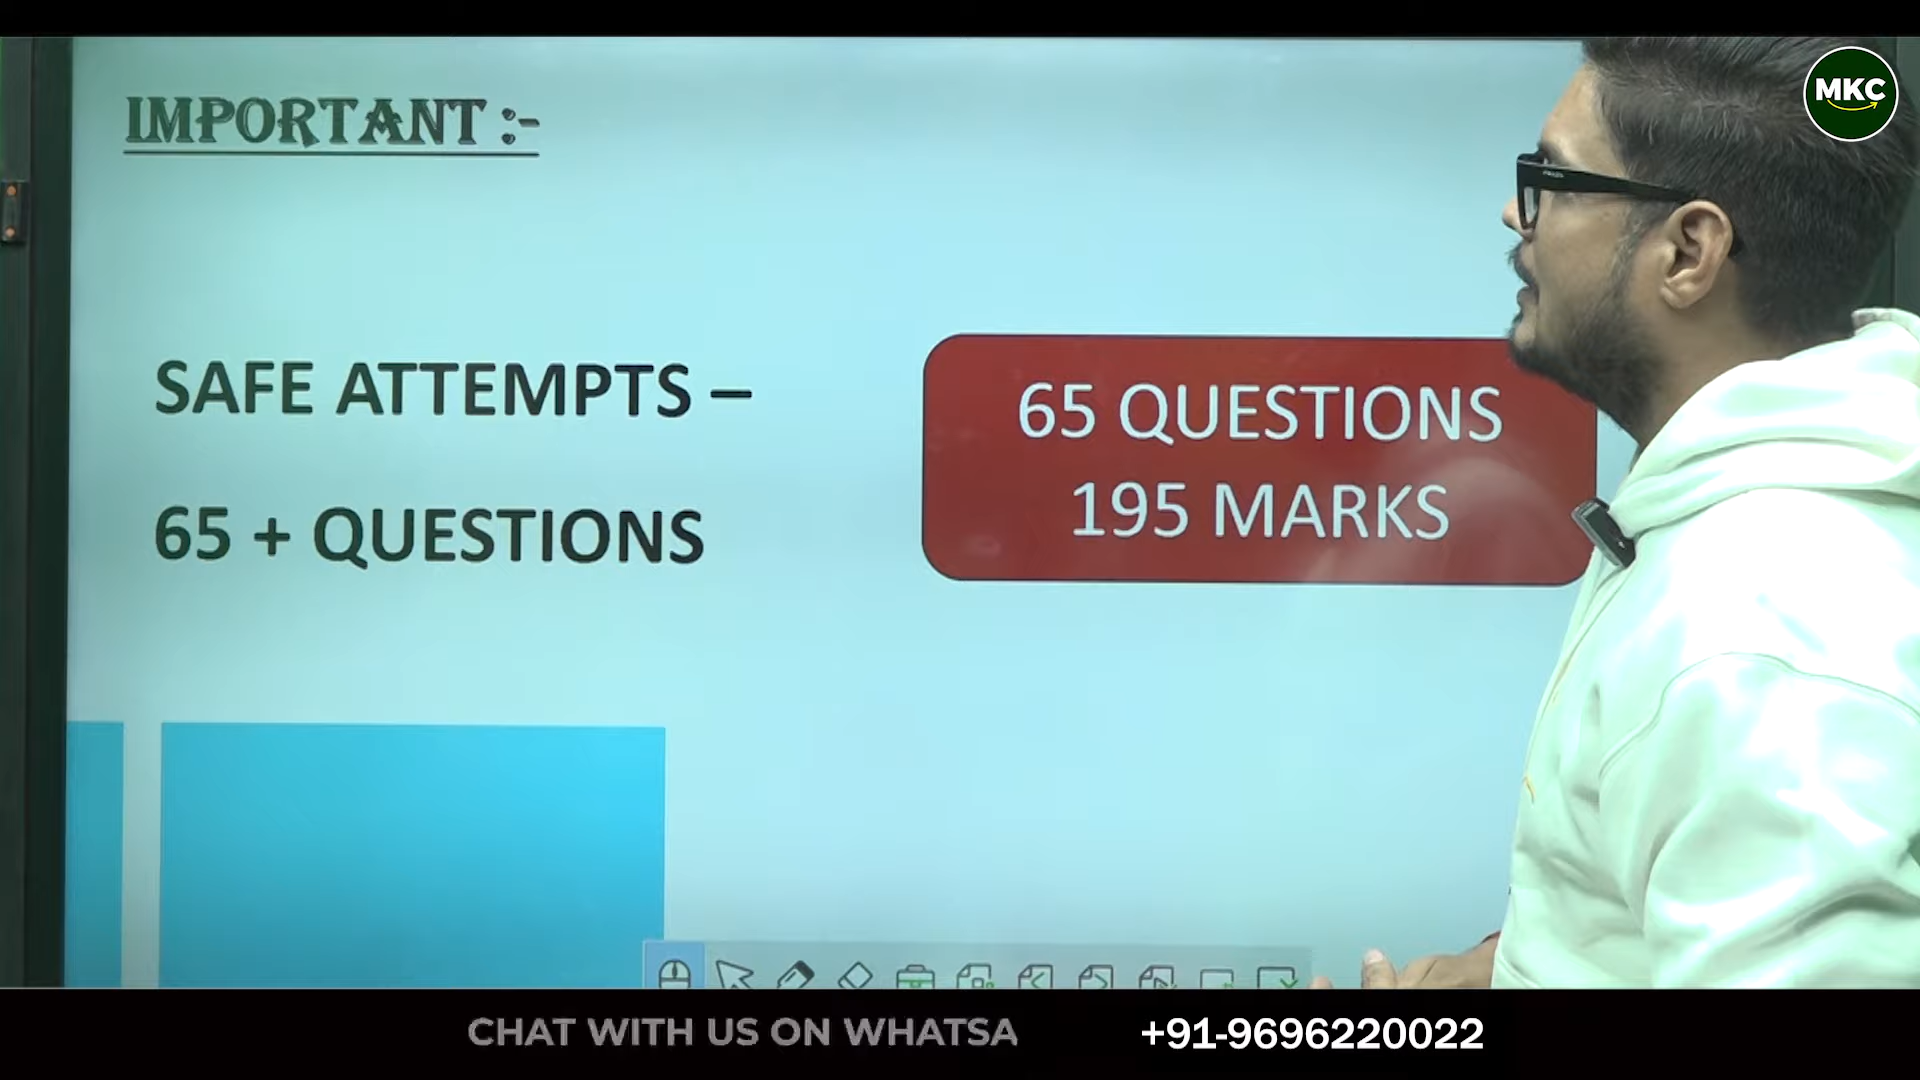 IMPORTANT :-
MKC
SAFE ATTEMPTS –
65 + QUESTIONS
65 QUESTIONS
195 MARKS
CHAT WITH US ON WHATSA
+91-9696220022